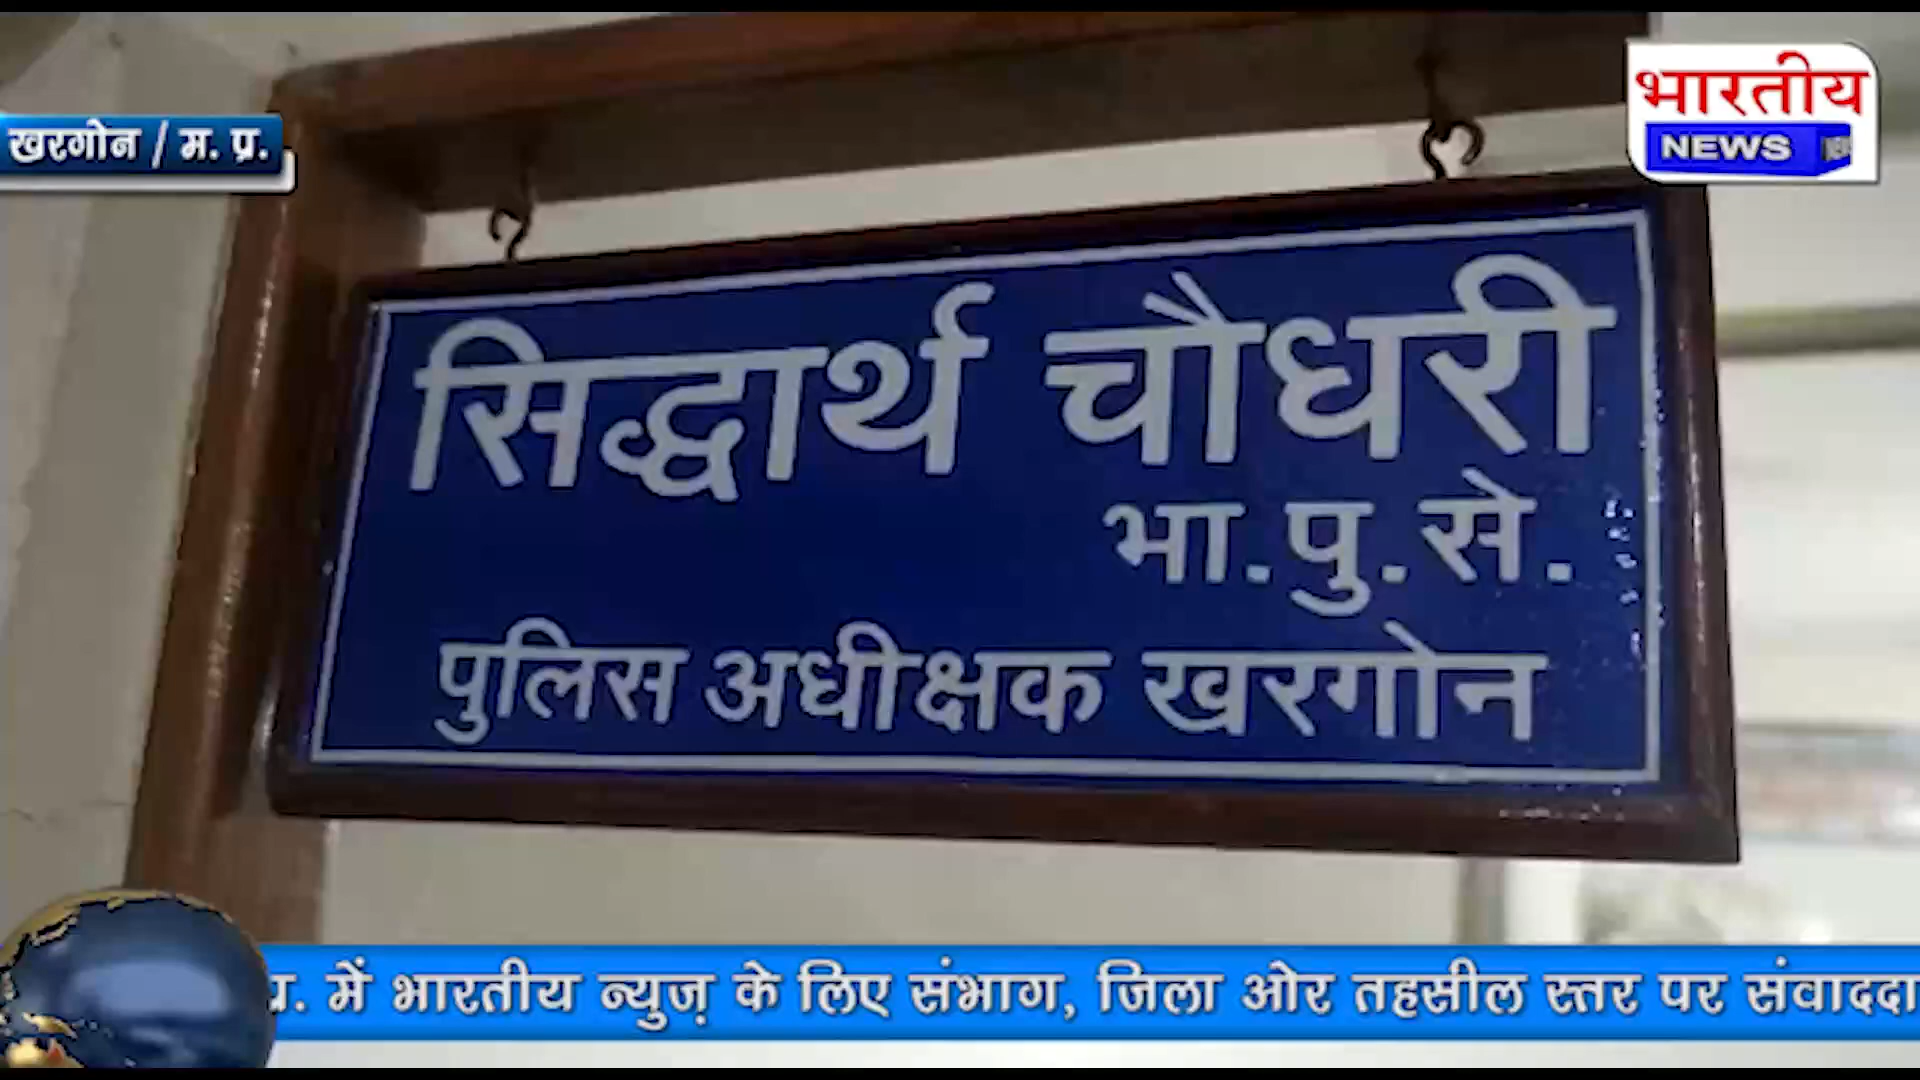 भारतीय
NEWS
खरगोन / म. प्र.
सिद्धार्थ चौधरी
भा.पु.से.
पुलिस अधीक्षक खरगोन
प्र. में भारतीय न्युज़ के लिए संभाग, जिला ओर तहसील स्तर पर संवाददा